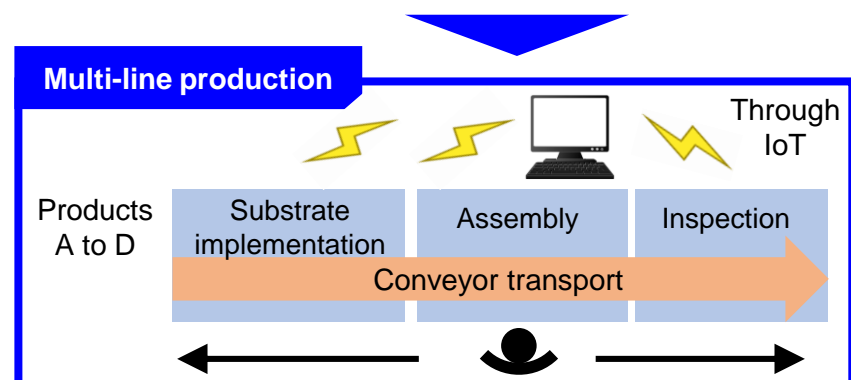 Multi-line production
Through
IoT
Products
A to D
Substrate
implementation
Assembly
Inspection
Conveyor transport